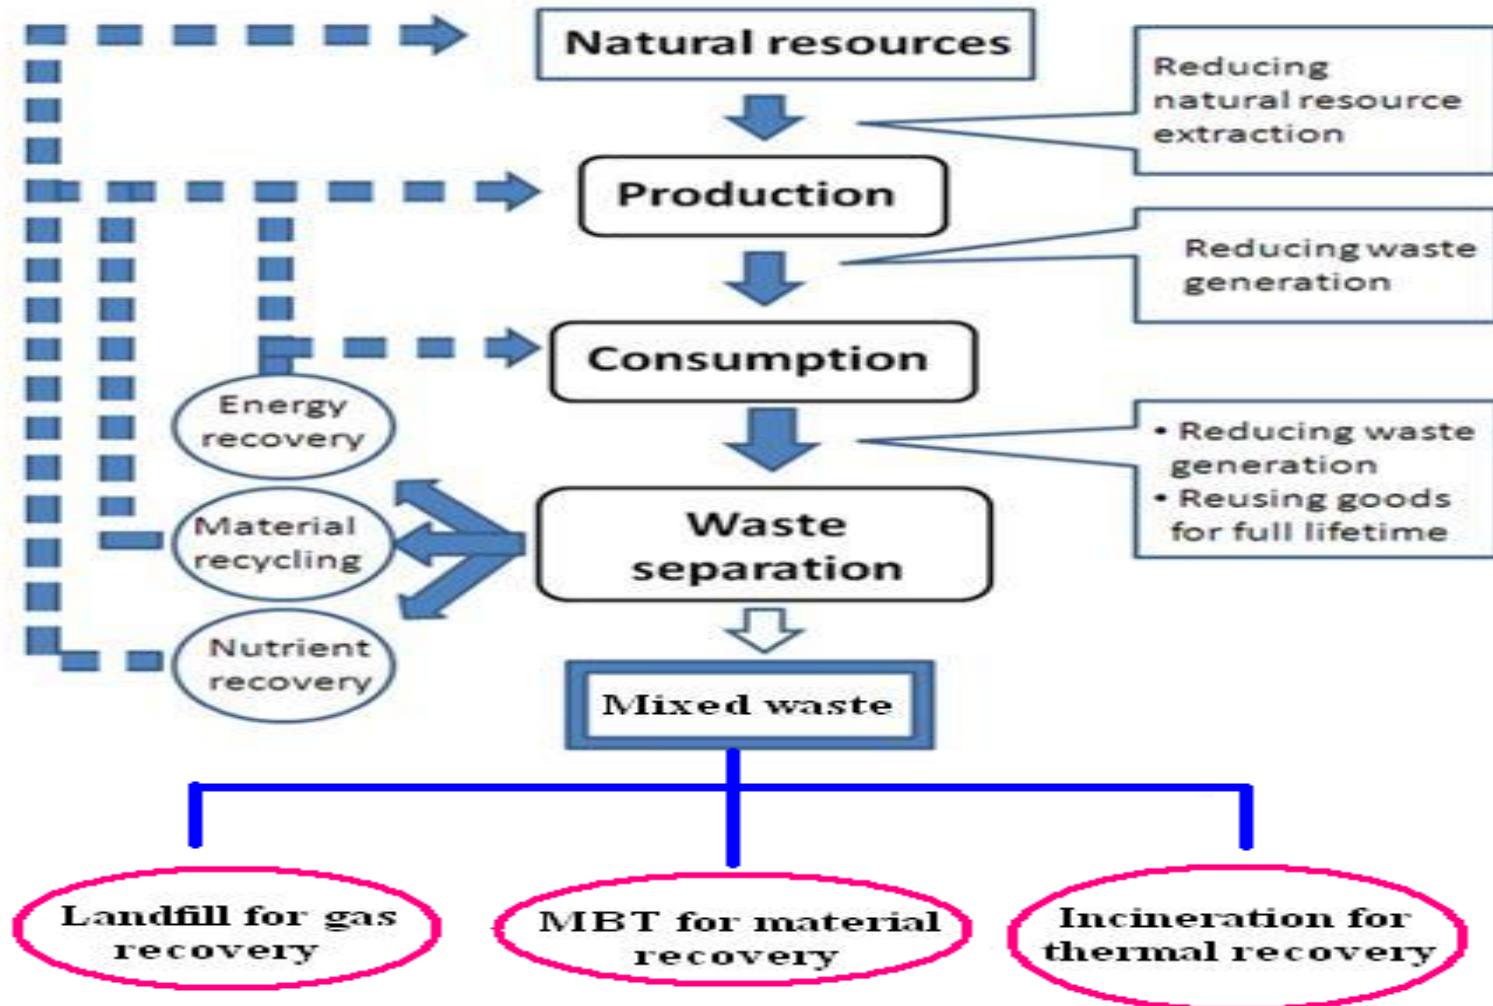 Natural resources
Reducing
natural resource
extraction
Production
Reducing waste
generation
Consumption
Energy
recovery
• Reducing waste
generation
• Reusing goods
for full lifetime
Material
recycling
Waste
separation
Nutrient
recovery
Mixed waste
Landfill for gas
recovery
MBT for material
recovery
Incineration for
thermal recovery